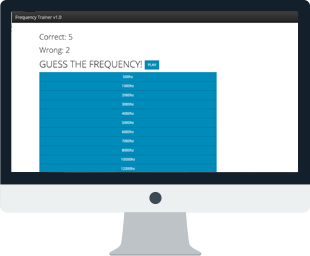 Frequency Trainer v1.0
Correct: 5
Wrong: 2
GUESS THE FREQUENCY! PLAY
500hz
1000hz
2000hz
3000hz
4000hz
5000hz
6000hz
7000hz
8000hz
10000hz
12000hz